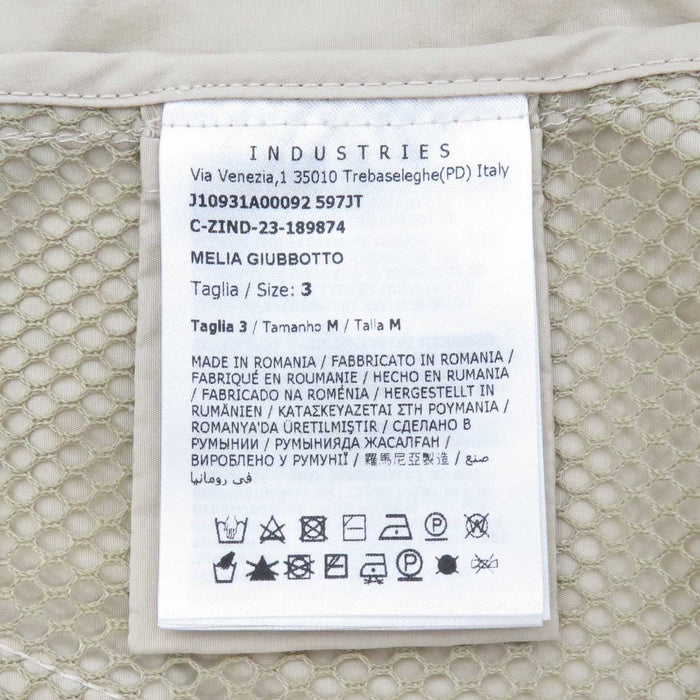 INDUSTRIES
Via Venezia,1 35010 Trebaseleghe(PD) Italy
J10931A00092 597JT
C-ZIND-23-189874
MELIA GIUBBOTTO
Taglia / Size: 3
Taglia 3 / Tamanho M / Talla M
MADE IN ROMANIA / FABBRICATO IN ROMANIA /
FABRIQUÉ EN ROUMANIE / HECHO EN RUMANIA
/ FABRICADO NA ROMÉNIA / HERGESTELLT IN
RUMÄNIEN / ΚΑΤΑΣΚΕΥΑΖΕΤΑΙ ΣΤΗ ΡΟΥΜΑΝΙΑ /
ROMANYA'DA ÜRETİLMİŞTİR / СДЕЛАНО В
РУМЫНИИ / РУМЫНИЯДА ЖАСАЛҒАН /
ВИРОБЛЕНО У РУМУНІЇ / 羅馬尼亞製造 / صنع
في رومانيا